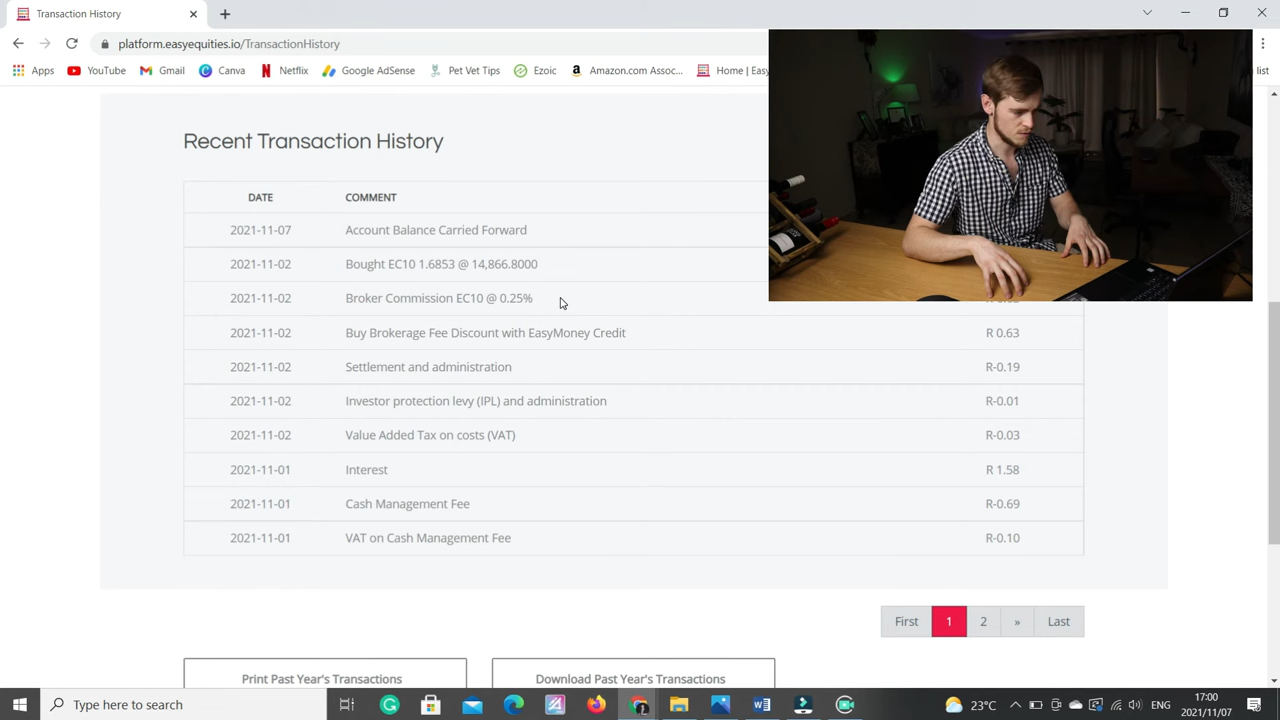 Transaction History
platform.easyequities.io/TransactionHistory
Apps YouTube Gmail Canva Netflix Google AdSense Pet Vet Tips Ezoic Amazon.com Assoc... Home | Easy list
Recent Transaction History
DATE COMMENT
2021-11-07 Account Balance Carried Forward
2021-11-02 Bought EC10 1.6853 @ 14,866.8000
2021-11-02 Broker Commission EC10 @ 0.25%
2021-11-02 Buy Brokerage Fee Discount with EasyMoney Credit R 0.63
2021-11-02 Settlement and administration R-0.19
2021-11-02 Investor protection levy (IPL) and administration R-0.01
2021-11-02 Value Added Tax on costs (VAT) R-0.03
2021-11-01 Interest R 1.58
2021-11-01 Cash Management Fee R-0.69
2021-11-01 VAT on Cash Management Fee R-0.10
First 1 2 » Last
Print Past Year's Transactions Download Past Year's Transactions
Type here to search 23°C ENG 17:00
2021/11/07